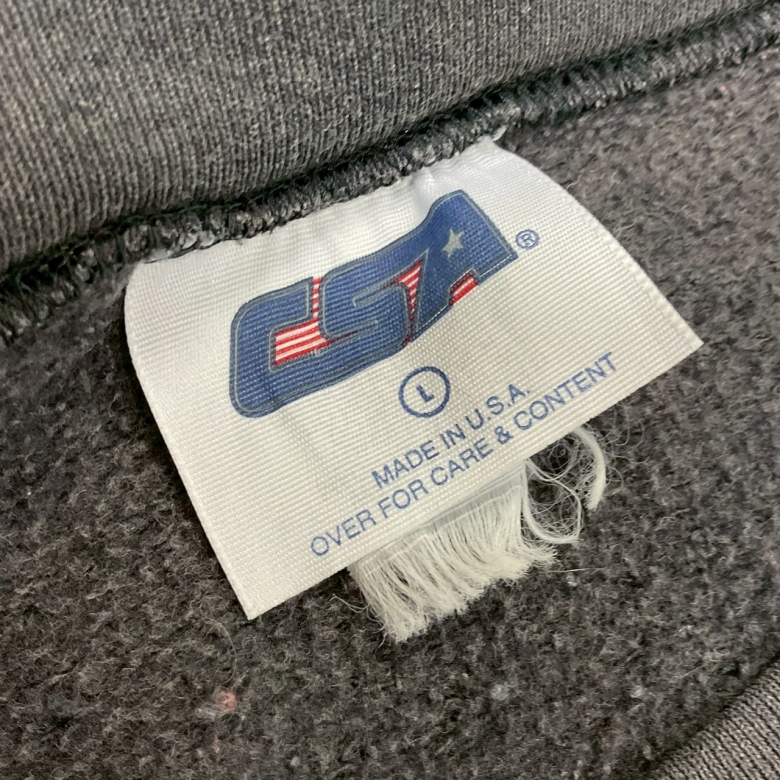 CSA®
L
MADE IN U.S.A.
OVER FOR CARE & CONTENT